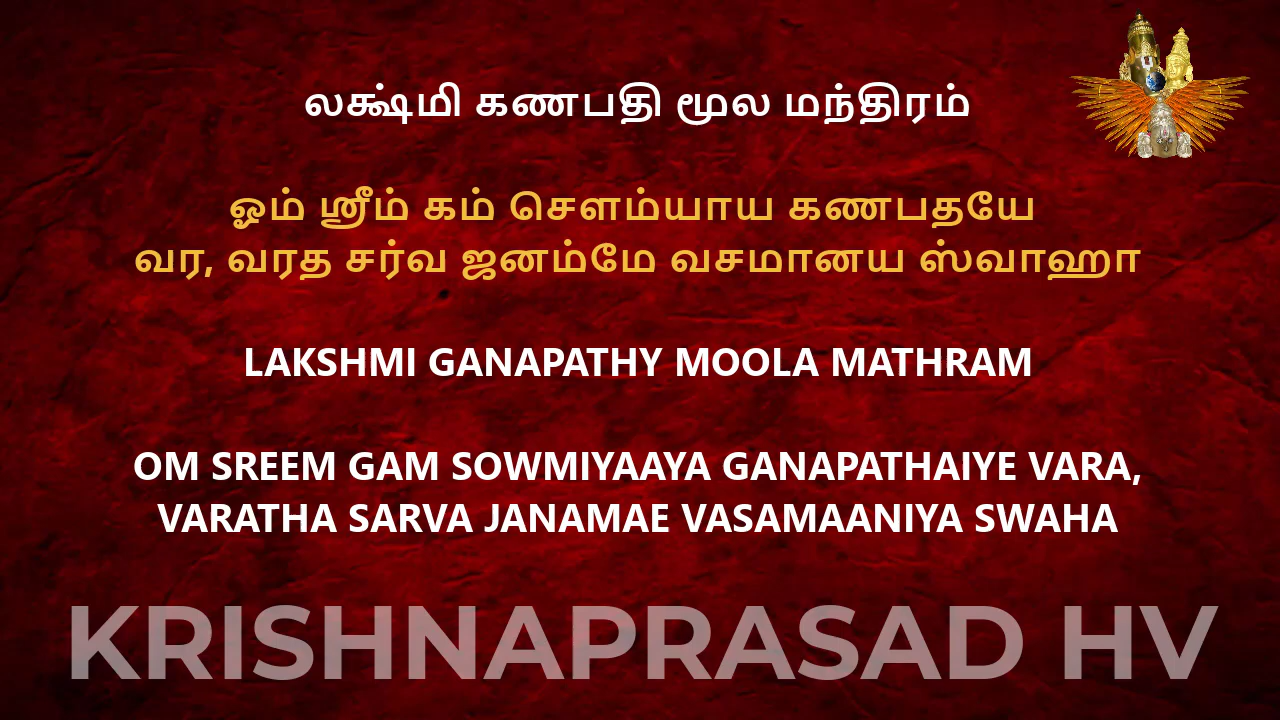 லக்ஷ்மி கணபதி மூல மந்திரம்
ஓம் ஸ்ரீம் கம் சௌம்யாய கணபதயே
வர, வரத சர்வ ஜனம்மே வசமானய ஸ்வாஹா
LAKSHMI GANAPATHY MOOLA MATHRAM
OM SREEM GAM SOWMIYAAYA GANAPATHAIYE VARA,
VARATHA SARVA JANAMAE VASAMAANIYA SWAHA
KRISHNAPRASAD HV